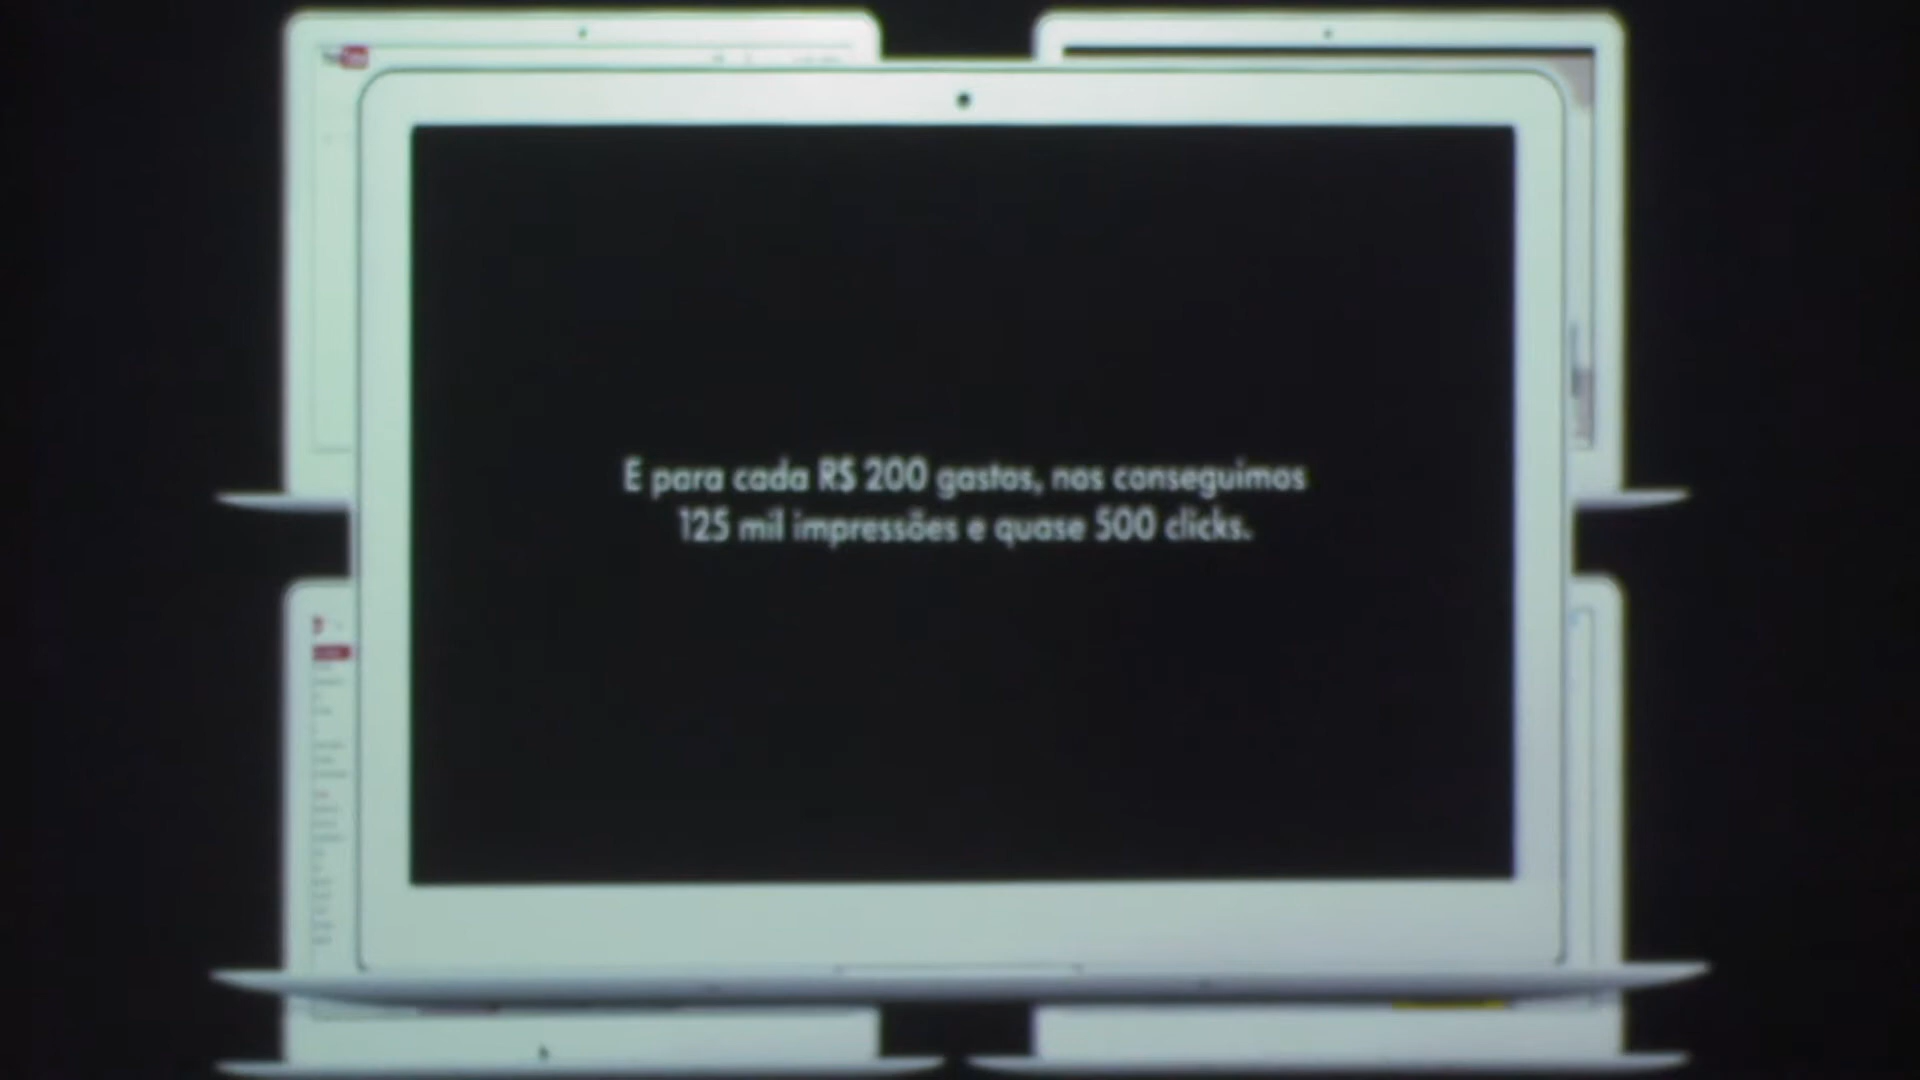 E para cada R$ 200 gastos, nos conseguimos
125 mil impressões e quase 500 clicks.